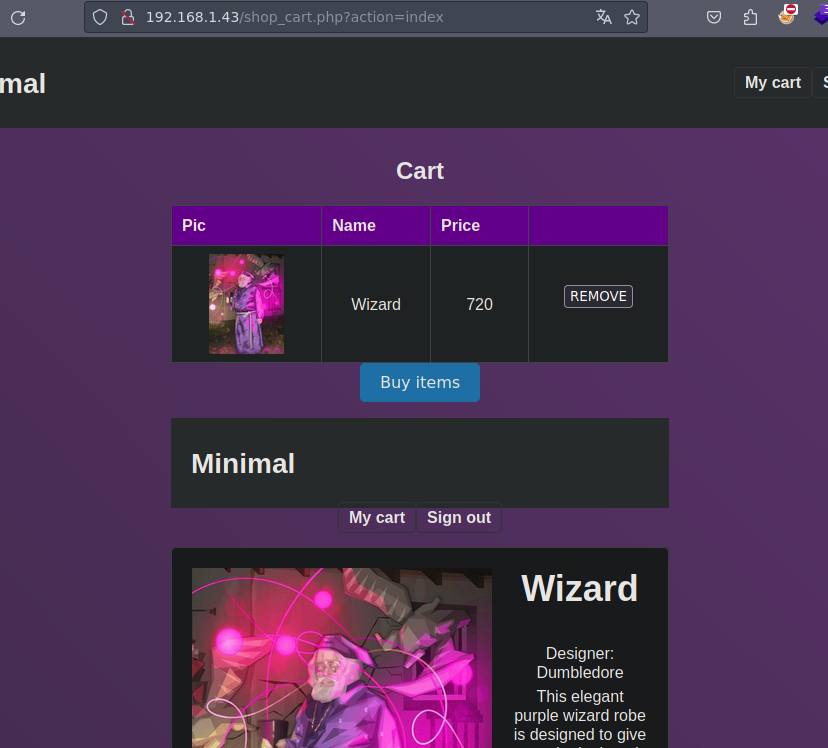 192.168.1.43/shop_cart.php?action=index
mal
My cart
Cart
Pic Name Price
Wizard 720 REMOVE
Buy items
Minimal
My cart Sign out
Wizard
Designer:
Dumbledore
This elegant
purple wizard robe
is designed to give